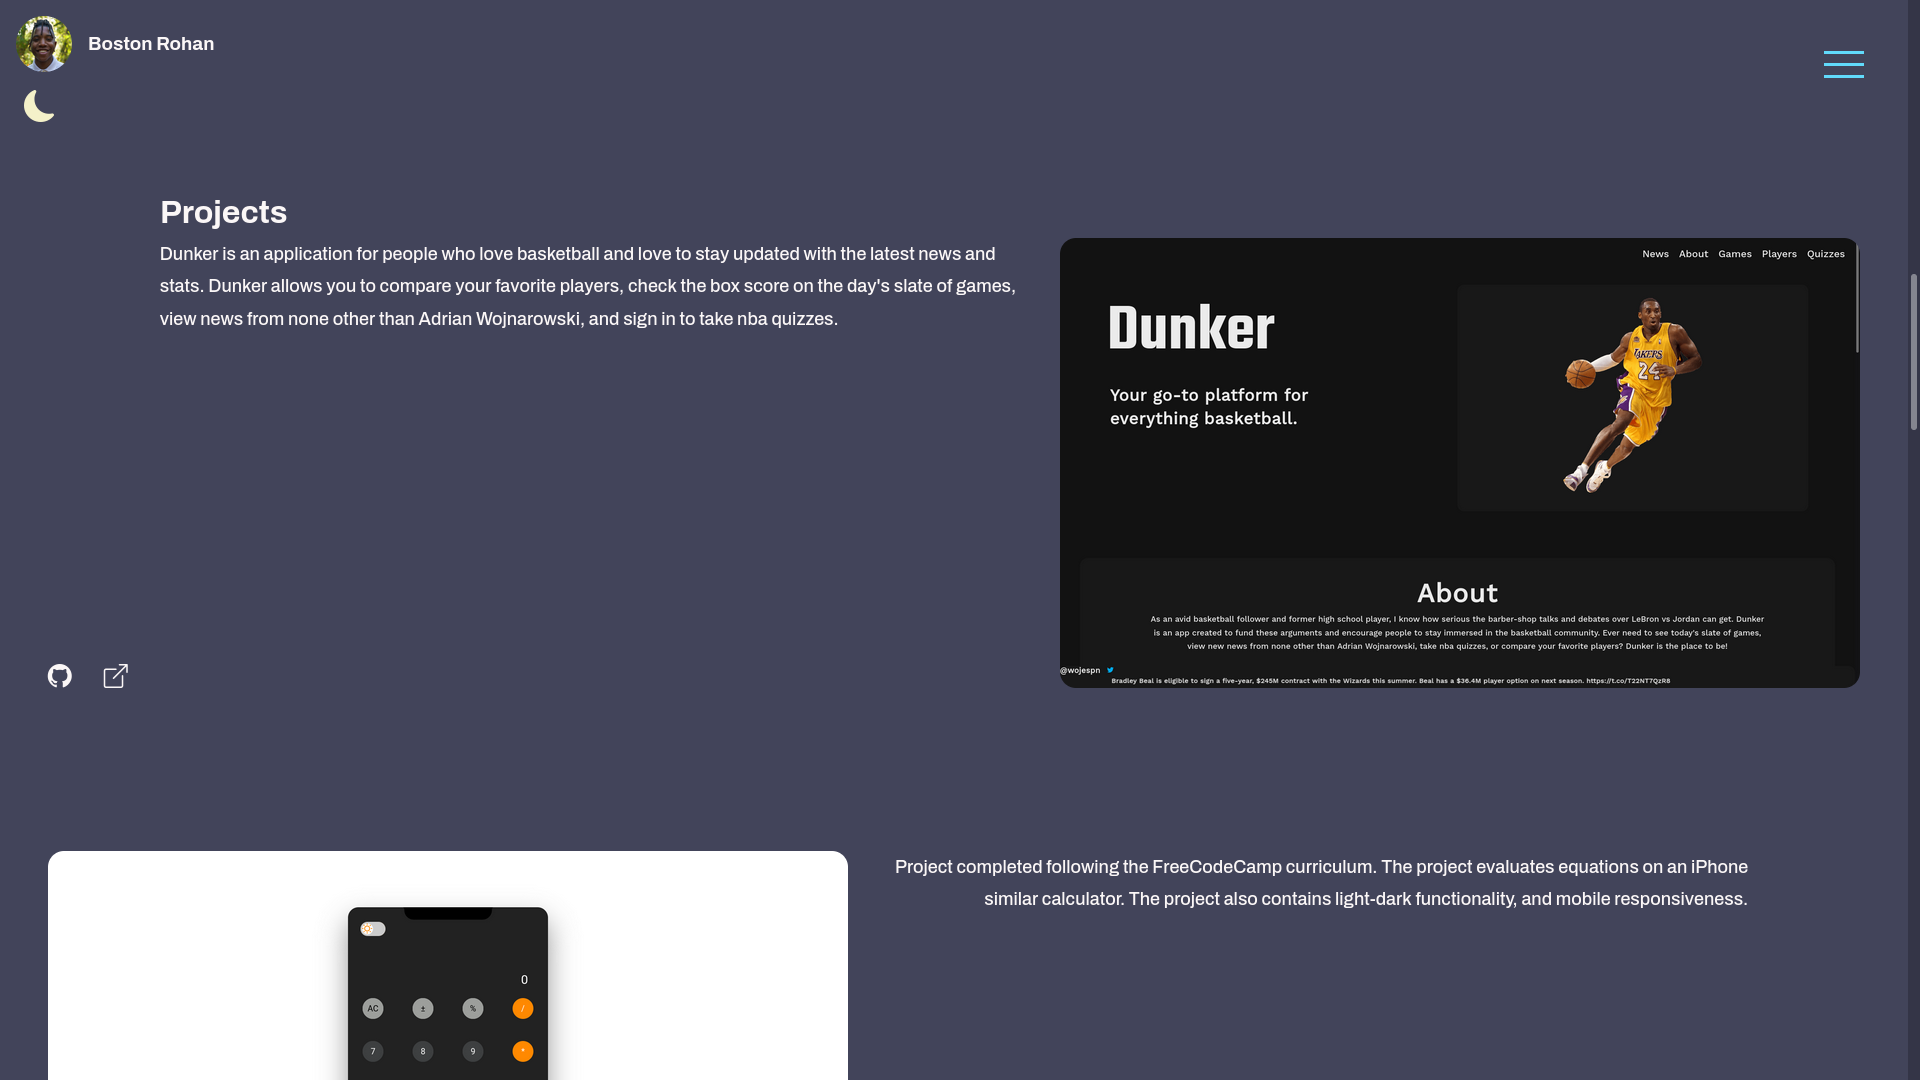 Boston Rohan
Projects
Dunker is an application for people who love basketball and love to stay updated with the latest news and
stats. Dunker allows you to compare your favorite players, check the box score on the day's slate of games,
view news from none other than Adrian Wojnarowski, and sign in to take nba quizzes.
News About Games Players Quizzes
Dunker
LAKERS
24
Your go-to platform for
everything basketball.
About
As an avid basketball follower and former high school player, I know how serious the barber-shop talks and debates over LeBron vs Jordan can get. Dunker
is an app created to fund these arguments and encourage people to stay immersed in the basketball community. Ever need to see today's slate of games,
view new news from none other than Adrian Wojnarowski, take nba quizzes, or compare your favorite players? Dunker is the place to be!
@wojespn
Bradley Beal is eligible to sign a five-year, $245M contract with the Wizards this summer. Beal has a $36.4M player option on next season. https://t.co/T22NT7QzR8
Project completed following the FreeCodeCamp curriculum. The project evaluates equations on an iPhone
similar calculator. The project also contains light-dark functionality, and mobile responsiveness.
0
AC ± % /
7 8 9 *